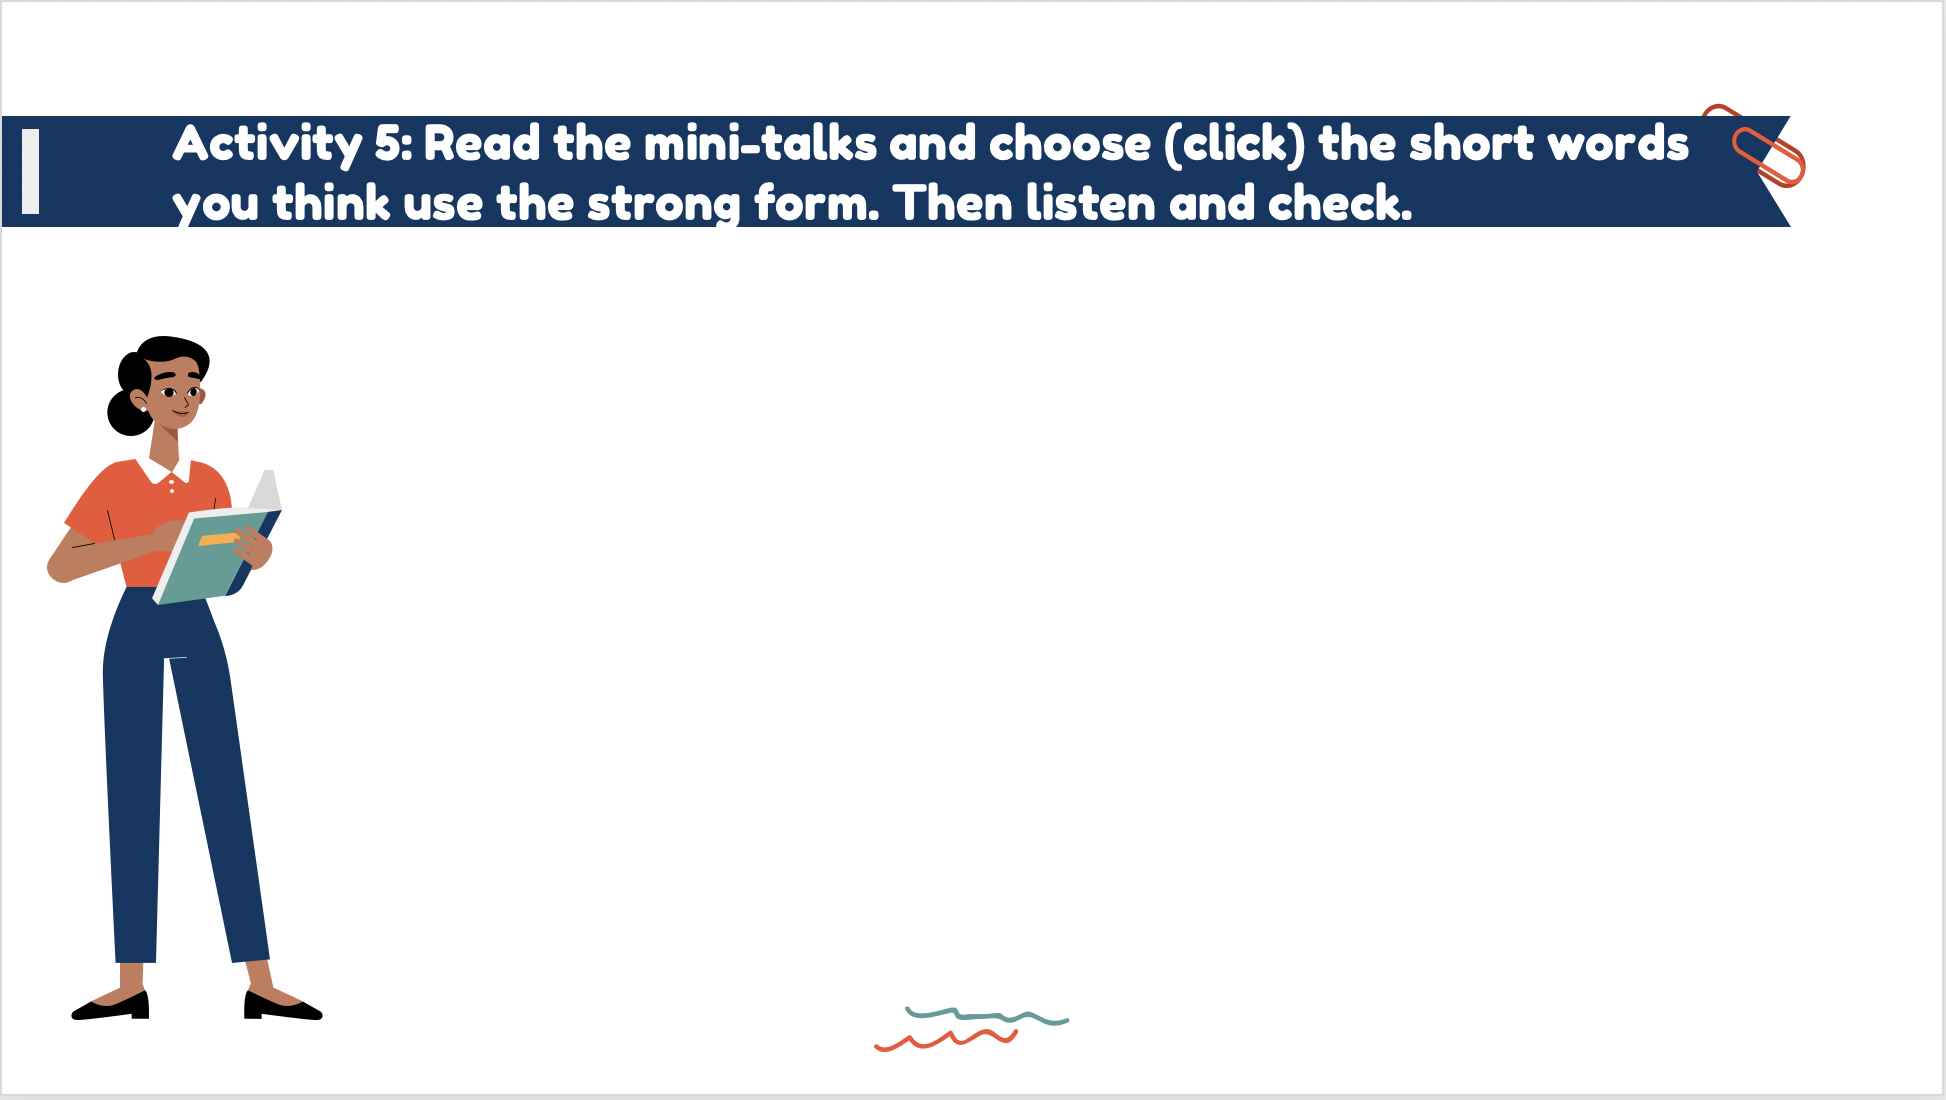 Activity 5: Read the mini-talks and choose (click) the short words
you think use the strong form. Then listen and check.